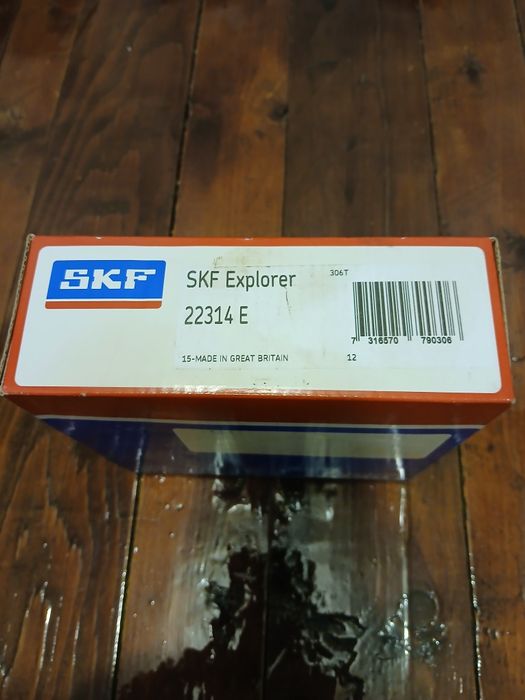 SKF
SKF Explorer
306T
22314 E
7 316570 790306
15-MADE IN GREAT BRITAIN
12